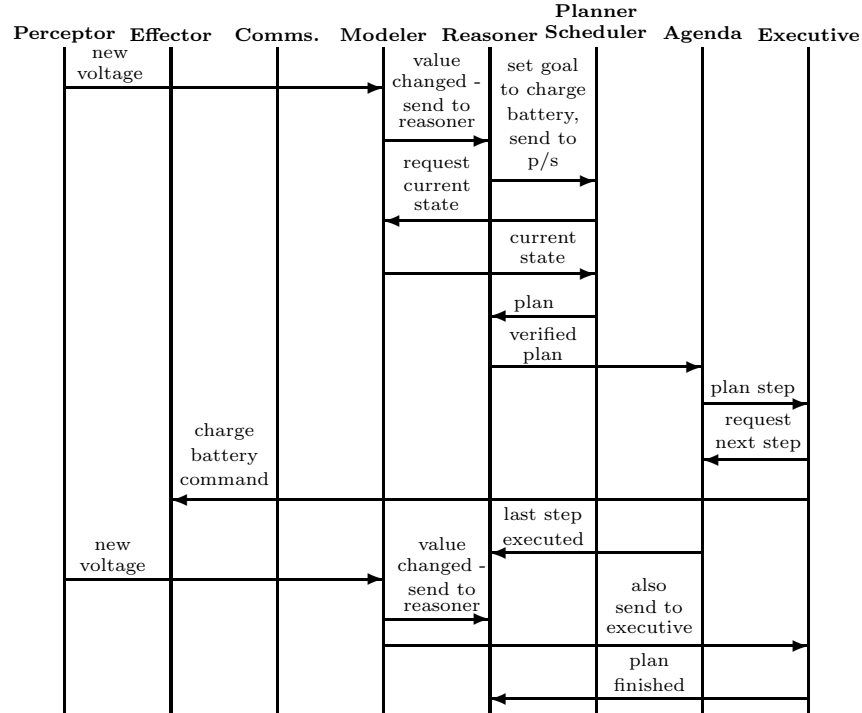 Perceptor Effector Comms. Modeler Reasoner Planner Scheduler Agenda Executive
new
voltage
value
changed -
send to
reasoner
set goal
to charge
battery,
send to
p/s
request
current
state
current
state
plan
verified
plan
plan step
request
next step
charge
battery
command
last step
executed
new
voltage
value
changed -
send to
reasoner
also
send to
executive
plan
finished